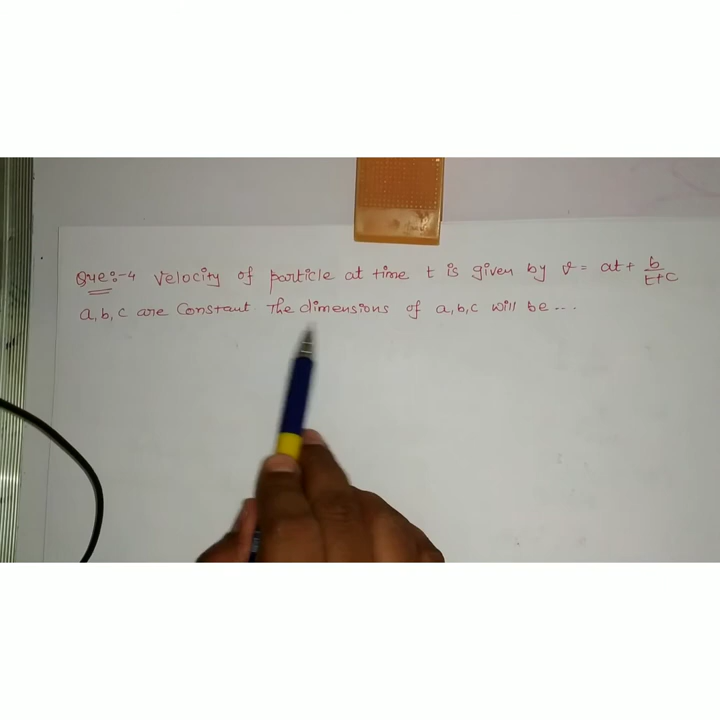 Que:-4 Velocity of particle at time t is given by v = at + b/(t+c)
a, b, c are Constant. The dimensions of a, b, c will be ...